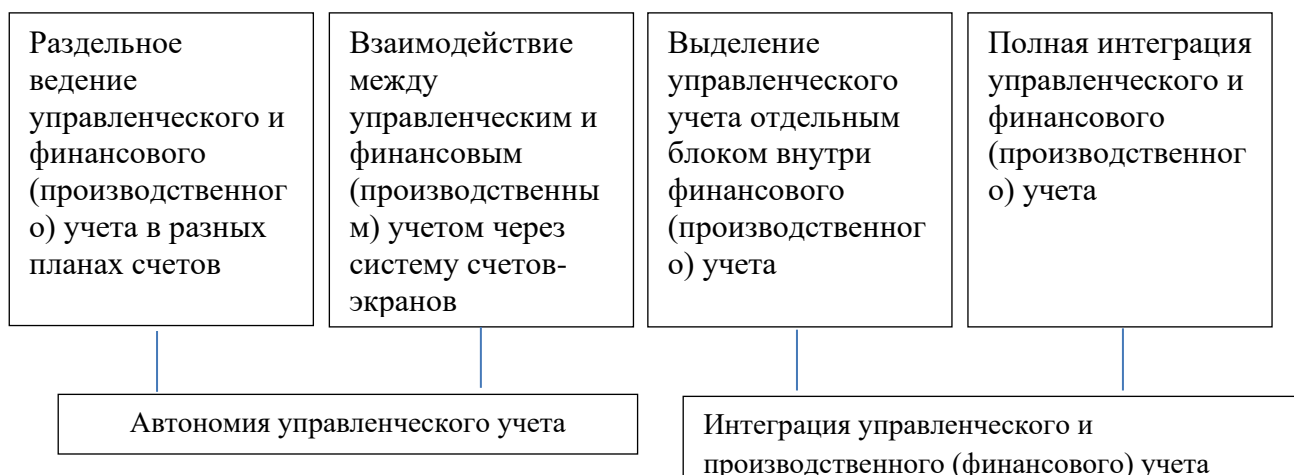 Раздельное
ведение
управленческого и
финансового
(производственног
о) учета в разных
планах счетов
Взаимодействие
между
управленческим и
финансовым
(производственны
м) учетом через
систему счетов-
экранов
Выделение
управленческого
учета отдельным
блоком внутри
финансового
(производственног
о) учета
Полная интеграция
управленческого и
финансового
(производственног
о) учета
Автономия управленческого учета
Интеграция управленческого и
производственного (финансового) учета